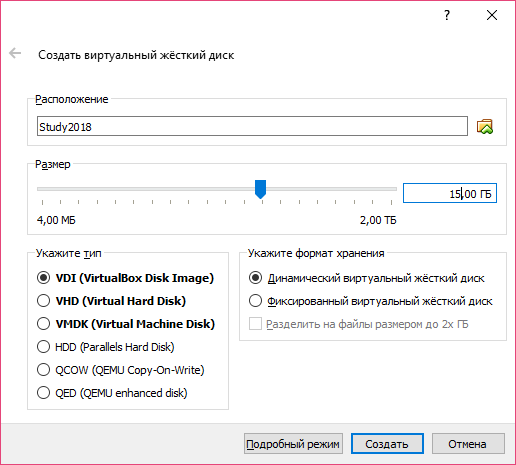 ?
Создать виртуальный жёсткий диск
Расположение
Study2018
Размер
15,00 ГБ
4,00 МБ 2,00 ТБ
Укажите тип
VDI (VirtualBox Disk Image)
VHD (Virtual Hard Disk)
VMDK (Virtual Machine Disk)
HDD (Parallels Hard Disk)
QCOW (QEMU Copy-On-Write)
QED (QEMU enhanced disk)
Укажите формат хранения
Динамический виртуальный жёсткий диск
Фиксированный виртуальный жёсткий диск
Разделить на файлы размером до 2х ГБ
Подробный режим Создать Отмена